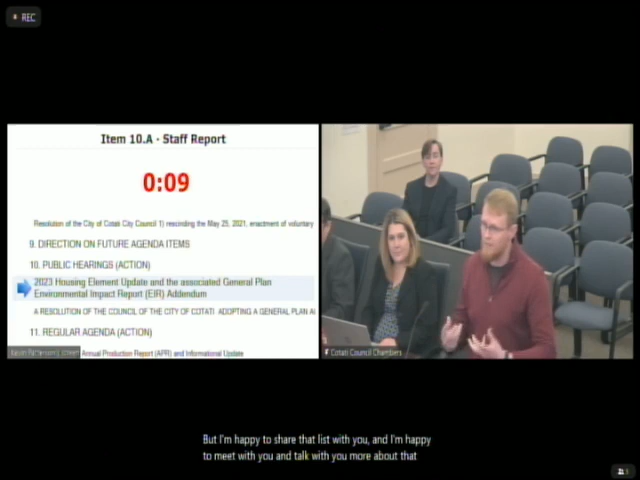 REC
Item 10.A - Staff Report
0:09
Resolution of the City of Cotati City Council 1) rescinding the May 25, 2021, enactment of voluntary
9. DIRECTION ON FUTURE AGENDA ITEMS
10. PUBLIC HEARINGS (ACTION)
2023 Housing Element Update and the associated General Plan
Environmental Impact Report (EIR) Addendum
A RESOLUTION OF THE COUNCIL OF THE CITY OF COTATI ADOPTING A GENERAL PLAN
11. REGULAR AGENDA (ACTION)
Annual Production Report (APR) and Informational Update
Cotati Council Chambers
But I'm happy to share that list with you, and I'm happy
to meet with you and talk with you more about that